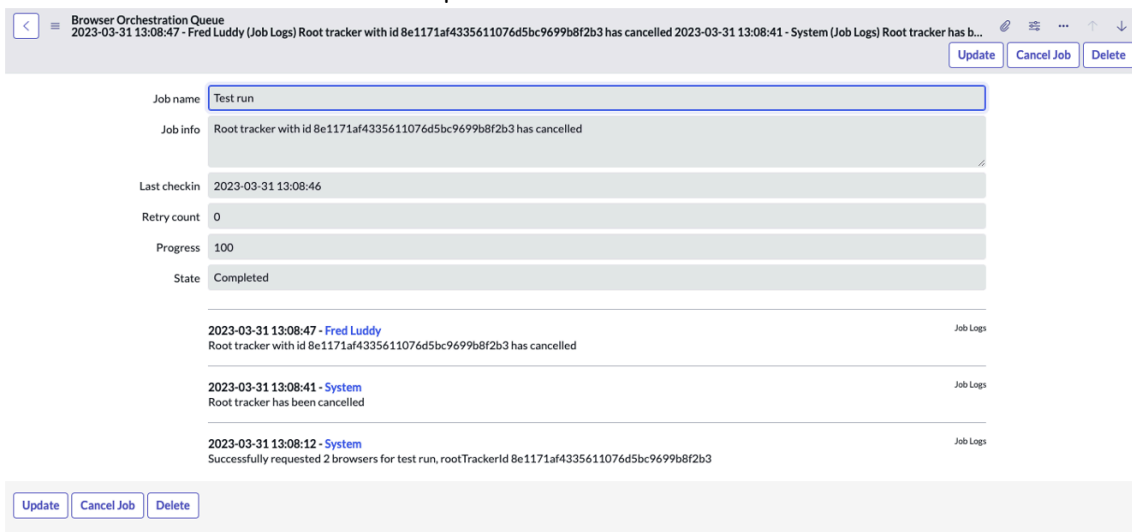 Browser Orchestration Queue
2023-03-31 13:08:47 - Fred Luddy (Job Logs) Root tracker with id 8e1171af4335611076d5bc9699b8f2b3 has cancelled 2023-03-31 13:08:41 - System (Job Logs) Root tracker has b...
Update Cancel Job Delete
Job name Test run
Job info Root tracker with id 8e1171af4335611076d5bc9699b8f2b3 has cancelled
Last checkin 2023-03-31 13:08:46
Retry count 0
Progress 100
State Completed
2023-03-31 13:08:47 - Fred Luddy Job Logs
Root tracker with id 8e1171af4335611076d5bc9699b8f2b3 has cancelled
2023-03-31 13:08:41 - System Job Logs
Root tracker has been cancelled
2023-03-31 13:08:12 - System Job Logs
Successfully requested 2 browsers for test run, rootTrackerId 8e1171af4335611076d5bc9699b8f2b3
Update Cancel Job Delete